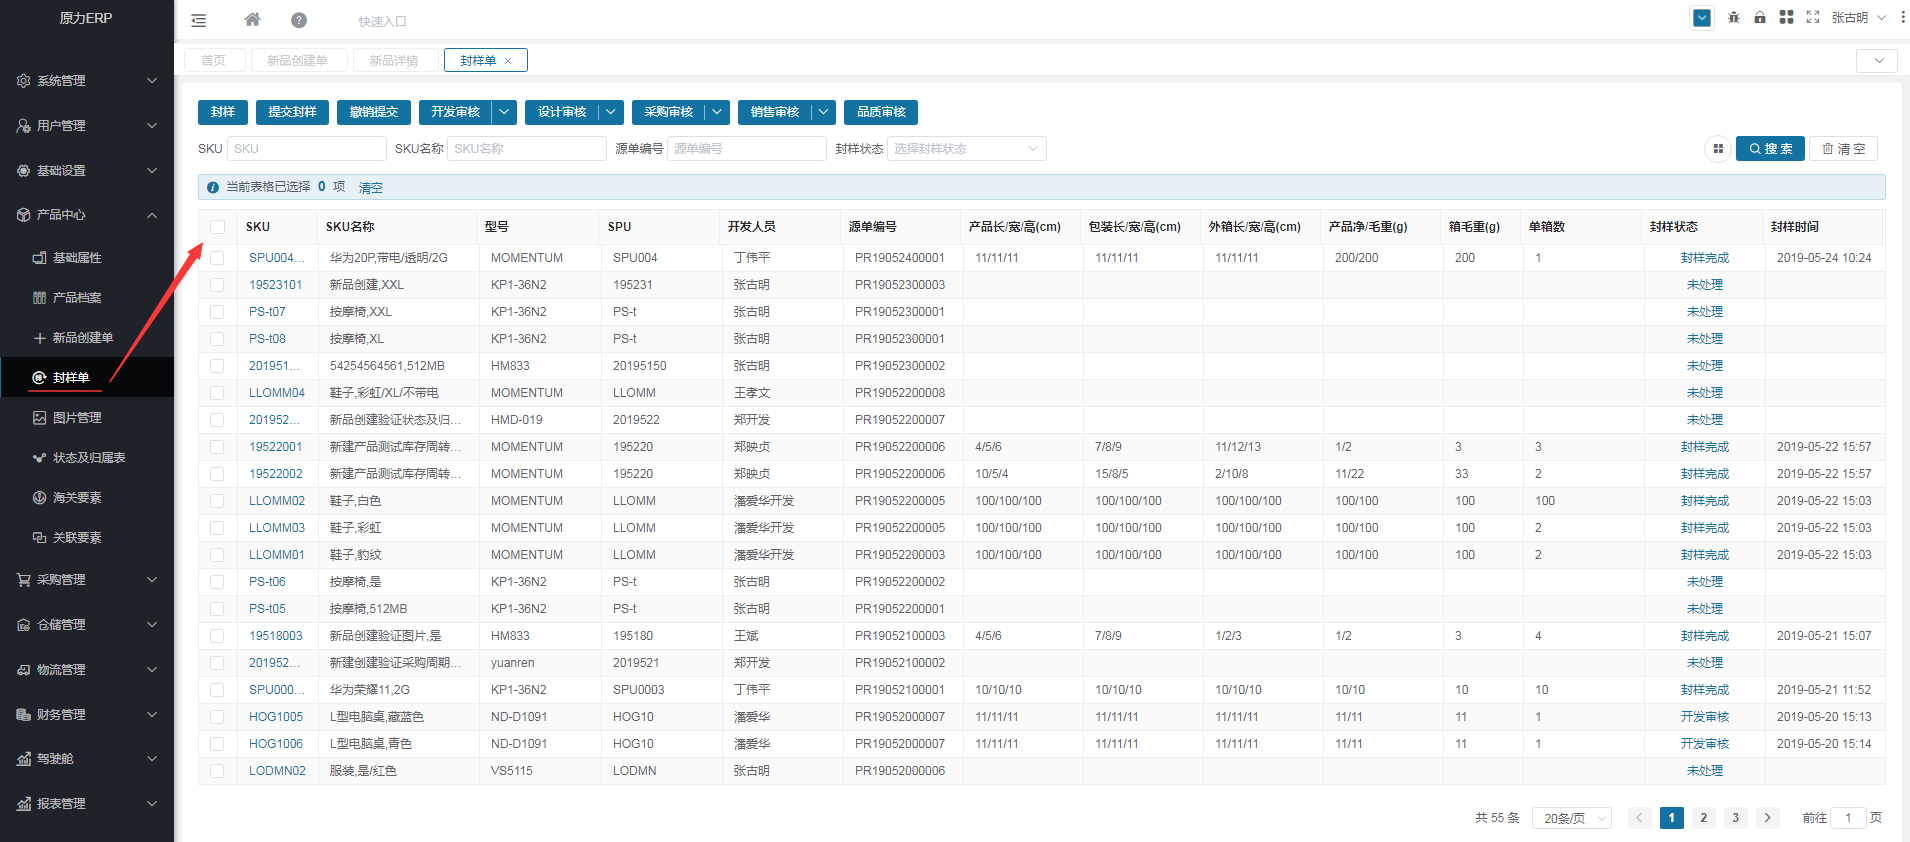 原力ERP
快速入口
张古明
系统管理
用户管理
基础设置
产品中心
基础属性
产品档案
新品创建单
封样单
图片管理
状态及归属表
海关要素
关联要素
采购管理
仓储管理
物流管理
财务管理
驾驶舱
报表管理
首页 新品创建单 新品详情 封样单
封样 提交封样 撤销提交 开发审核 设计审核 采购审核 销售审核 品质审核
SKU SKU SKU名称 SKU名称 源单编号 源单编号 封样状态 选择封样状态 搜 索 清 空
当前表格已选择 0 项 清空
SKU SKU名称 型号 SPU 开发人员 源单编号 产品长/宽/高(cm) 包装长/宽/高(cm) 外箱长/宽/高(cm) 产品净/毛重(g) 箱毛重(g) 单箱数 封样状态 封样时间
SPU004... 华为20P,带电/透明/2G MOMENTUM SPU004 丁伟平 PR19052400001 11/11/11 11/11/11 11/11/11 200/200 200 1 封样完成 2019-05-24 10:24
19523101 新品创建,XXL KP1-36N2 195231 张古明 PR19052300003 未处理
PS-t07 按摩椅,XXL KP1-36N2 PS-t 张古明 PR19052300001 未处理
PS-t08 按摩椅,XL KP1-36N2 PS-t 张古明 PR19052300001 未处理
201951... 54254564561,512MB HM833 20195150 张古明 PR19052300002 未处理
LLOMM04 鞋子,彩虹/XL/不带电 MOMENTUM LLOMM 王孝文 PR19052200008 未处理
201952... 新品创建验证状态及归... HMD-019 2019522 郑开发 PR19052200007 未处理
19522001 新建产品测试库存周转... MOMENTUM 195220 郑映贞 PR19052200006 4/5/6 7/8/9 11/12/13 1/2 3 3 封样完成 2019-05-22 15:57
19522002 新建产品测试库存周转... MOMENTUM 195220 郑映贞 PR19052200006 10/5/4 15/8/5 2/10/8 11/22 33 2 封样完成 2019-05-22 15:57
LLOMM02 鞋子,白色 MOMENTUM LLOMM 潘爱华开发 PR19052200005 100/100/100 100/100/100 100/100/100 100/100 100 100 封样完成 2019-05-22 15:03
LLOMM03 鞋子,彩虹 MOMENTUM LLOMM 潘爱华开发 PR19052200005 100/100/100 100/100/100 100/100/100 100/100 100 2 封样完成 2019-05-22 15:03
LLOMM01 鞋子,豹纹 MOMENTUM LLOMM 潘爱华开发 PR19052200003 100/100/100 100/100/100 100/100/100 100/100 100 2 封样完成 2019-05-22 15:03
PS-t06 按摩椅,是 KP1-36N2 PS-t 张古明 PR19052200002 未处理
PS-t05 按摩椅,512MB KP1-36N2 PS-t 张古明 PR19052200001 未处理
19518003 新品创建验证图片,是 HM833 195180 王斌 PR19052100003 4/5/6 7/8/9 1/2/3 1/2 3 4 封样完成 2019-05-21 15:07
201952... 新建创建验证采购周期... yuanren 2019521 郑开发 PR19052100002 未处理
SPU000... 华为荣耀11,2G KP1-36N2 SPU0003 丁伟平 PR19052100001 10/10/10 10/10/10 10/10/10 10/10 10 10 封样完成 2019-05-21 11:52
HOG1005 L型电脑桌,藏蓝色 ND-D1091 HOG10 潘爱华 PR19052000007 11/11/11 11/11/11 11/11/11 11/11 11 1 开发审核 2019-05-20 15:13
HOG1006 L型电脑桌,青色 ND-D1091 HOG10 潘爱华 PR19052000007 11/11/11 11/11/11 11/11/11 11/11 11 1 开发审核 2019-05-20 15:14
LODMN02 服装,是/红色 VS5115 LODMN 张古明 PR19052000006 未处理
共 55 条 20条/页 1 2 3 前往 1 页